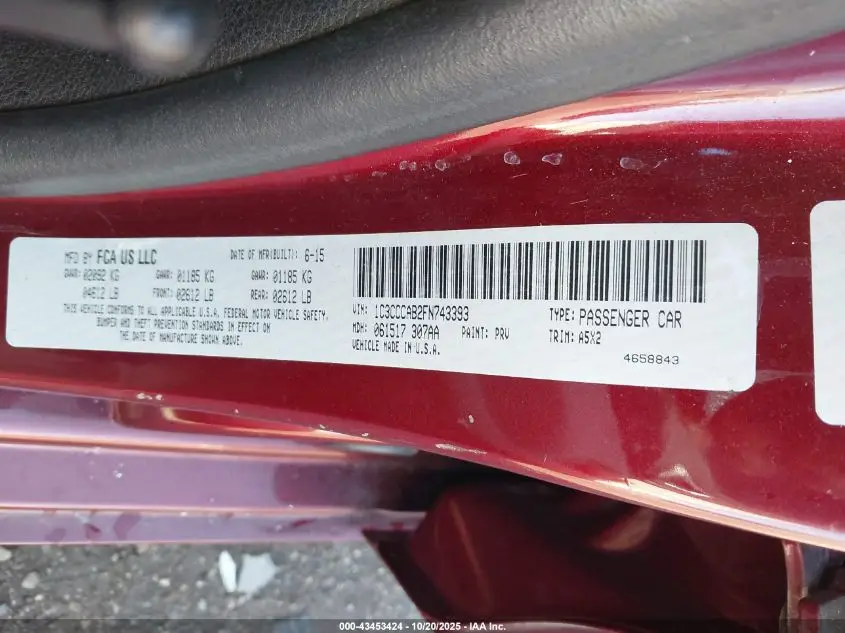 MFD BY FCA US LLC DATE OF MFR(BUILT): 6-15
GVWR: 02092 KG GAWR: 01185 KG GAWR: 01185 KG
04612 LB FRONT: 02612 LB REAR: 02612 LB
THIS VEHICLE CONFORMS TO ALL APPLICABLE U.S.A. FEDERAL MOTOR VEHICLE SAFETY,
BUMPER AND THEFT PREVENTION STANDARDS IN EFFECT ON
THE DATE OF MANUFACTURE SHOWN ABOVE.
VIN: 1C3CCCAB2FN743393 TYPE: PASSENGER CAR
MDH: 061517 307AA PAINT: PRV TRIM: A5X2
VEHICLE MADE IN U.S.A.
4658843
000-43453424 | 10/20/2025 | IAA Inc.